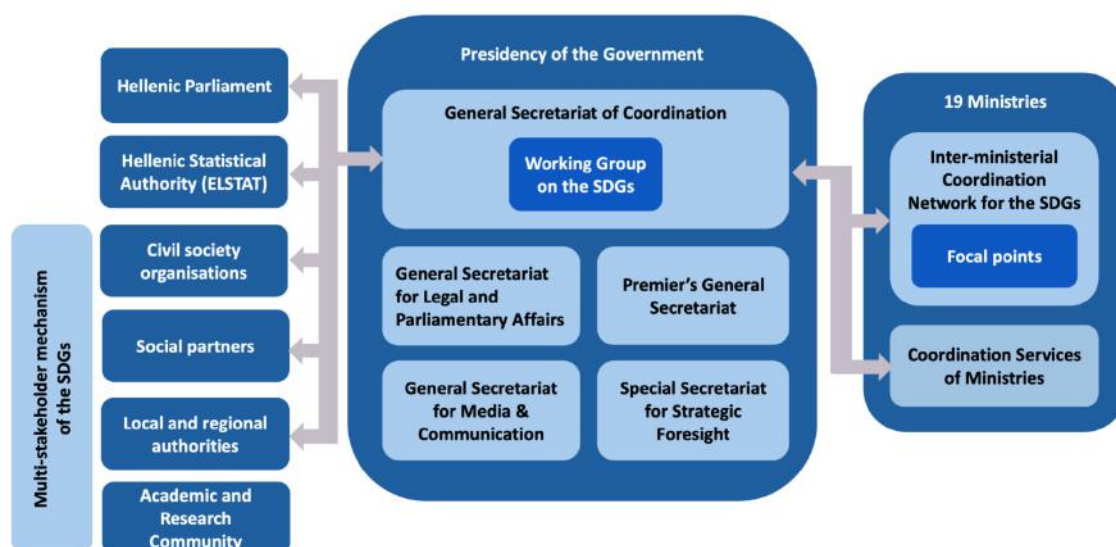 Multi-stakeholder mechanism
of the SDGs
Hellenic Parliament
Hellenic Statistical
Authority (ELSTAT)
Civil society
organisations
Social partners
Local and regional
authorities
Academic and
Research
Community
Presidency of the Government
General Secretariat of Coordination
Working Group
on the SDGs
General Secretariat
for Legal and
Parliamentary Affairs
Premier's General
Secretariat
General Secretariat
for Media &
Communication
Special Secretariat
for Strategic
Foresight
19 Ministries
Inter-ministerial
Coordination
Network for the SDGs
Focal points
Coordination Services
of Ministries